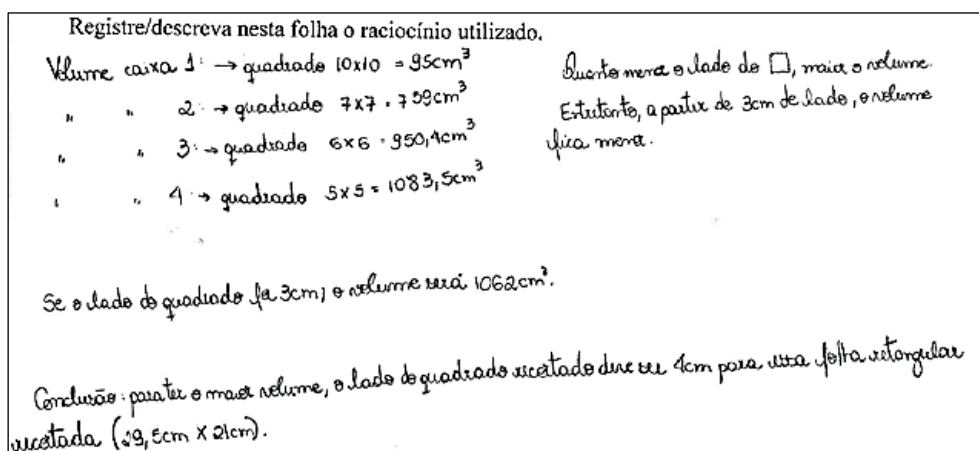 Registre/descreva nesta folha o raciocínio utilizado.
Volume caixa 1: → quadrado 10x10 = 95cm³
" " 2: → quadrado 7x7 = 759cm³
" " 3: → quadrado 6x6 = 950,4cm³
" " 4 → quadrado 5x5 = 1083,5cm³
Quanto menor o lado do □, maior o volume.
Entretanto, a partir de 3cm de lado, o volume
fica menor.
Se o lado do quadrado for 3cm, o volume será 1062cm³.
Conclusão: para ter o maior volume, o lado do quadrado recortado deve ser 4cm para essa folha retangular
recortada (29,5cm X 21cm).